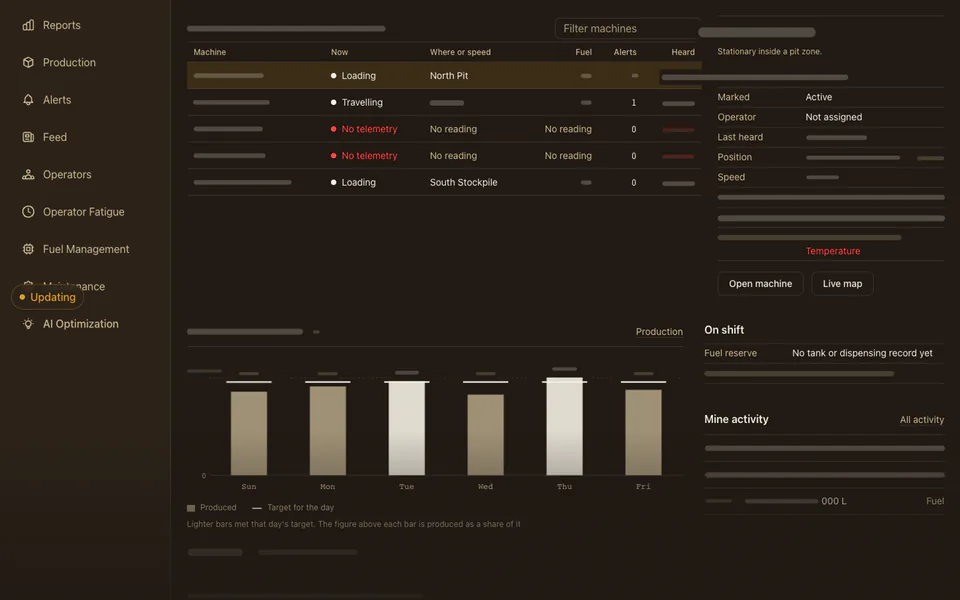 Reports
Production
Alerts
Feed
Operators
Operator Fatigue
Fuel Management
Maintenance
Updating
AI Optimization
Filter machines
Machine Now Where or speed Fuel Alerts Heard
Loading North Pit
Travelling 1
No telemetry No reading No reading 0
No telemetry No reading No reading 0
Loading South Stockpile 0
Production
0
Sun Mon Tue Wed Thu Fri
Produced Target for the day
Lighter bars met that day's target. The figure above each bar is produced as a share of it
Stationary inside a pit zone.
Marked Active
Operator Not assigned
Last heard
Position
Speed
Temperature
Open machine Live map
On shift
Fuel reserve No tank or dispensing record yet
Mine activity All activity
000 L Fuel